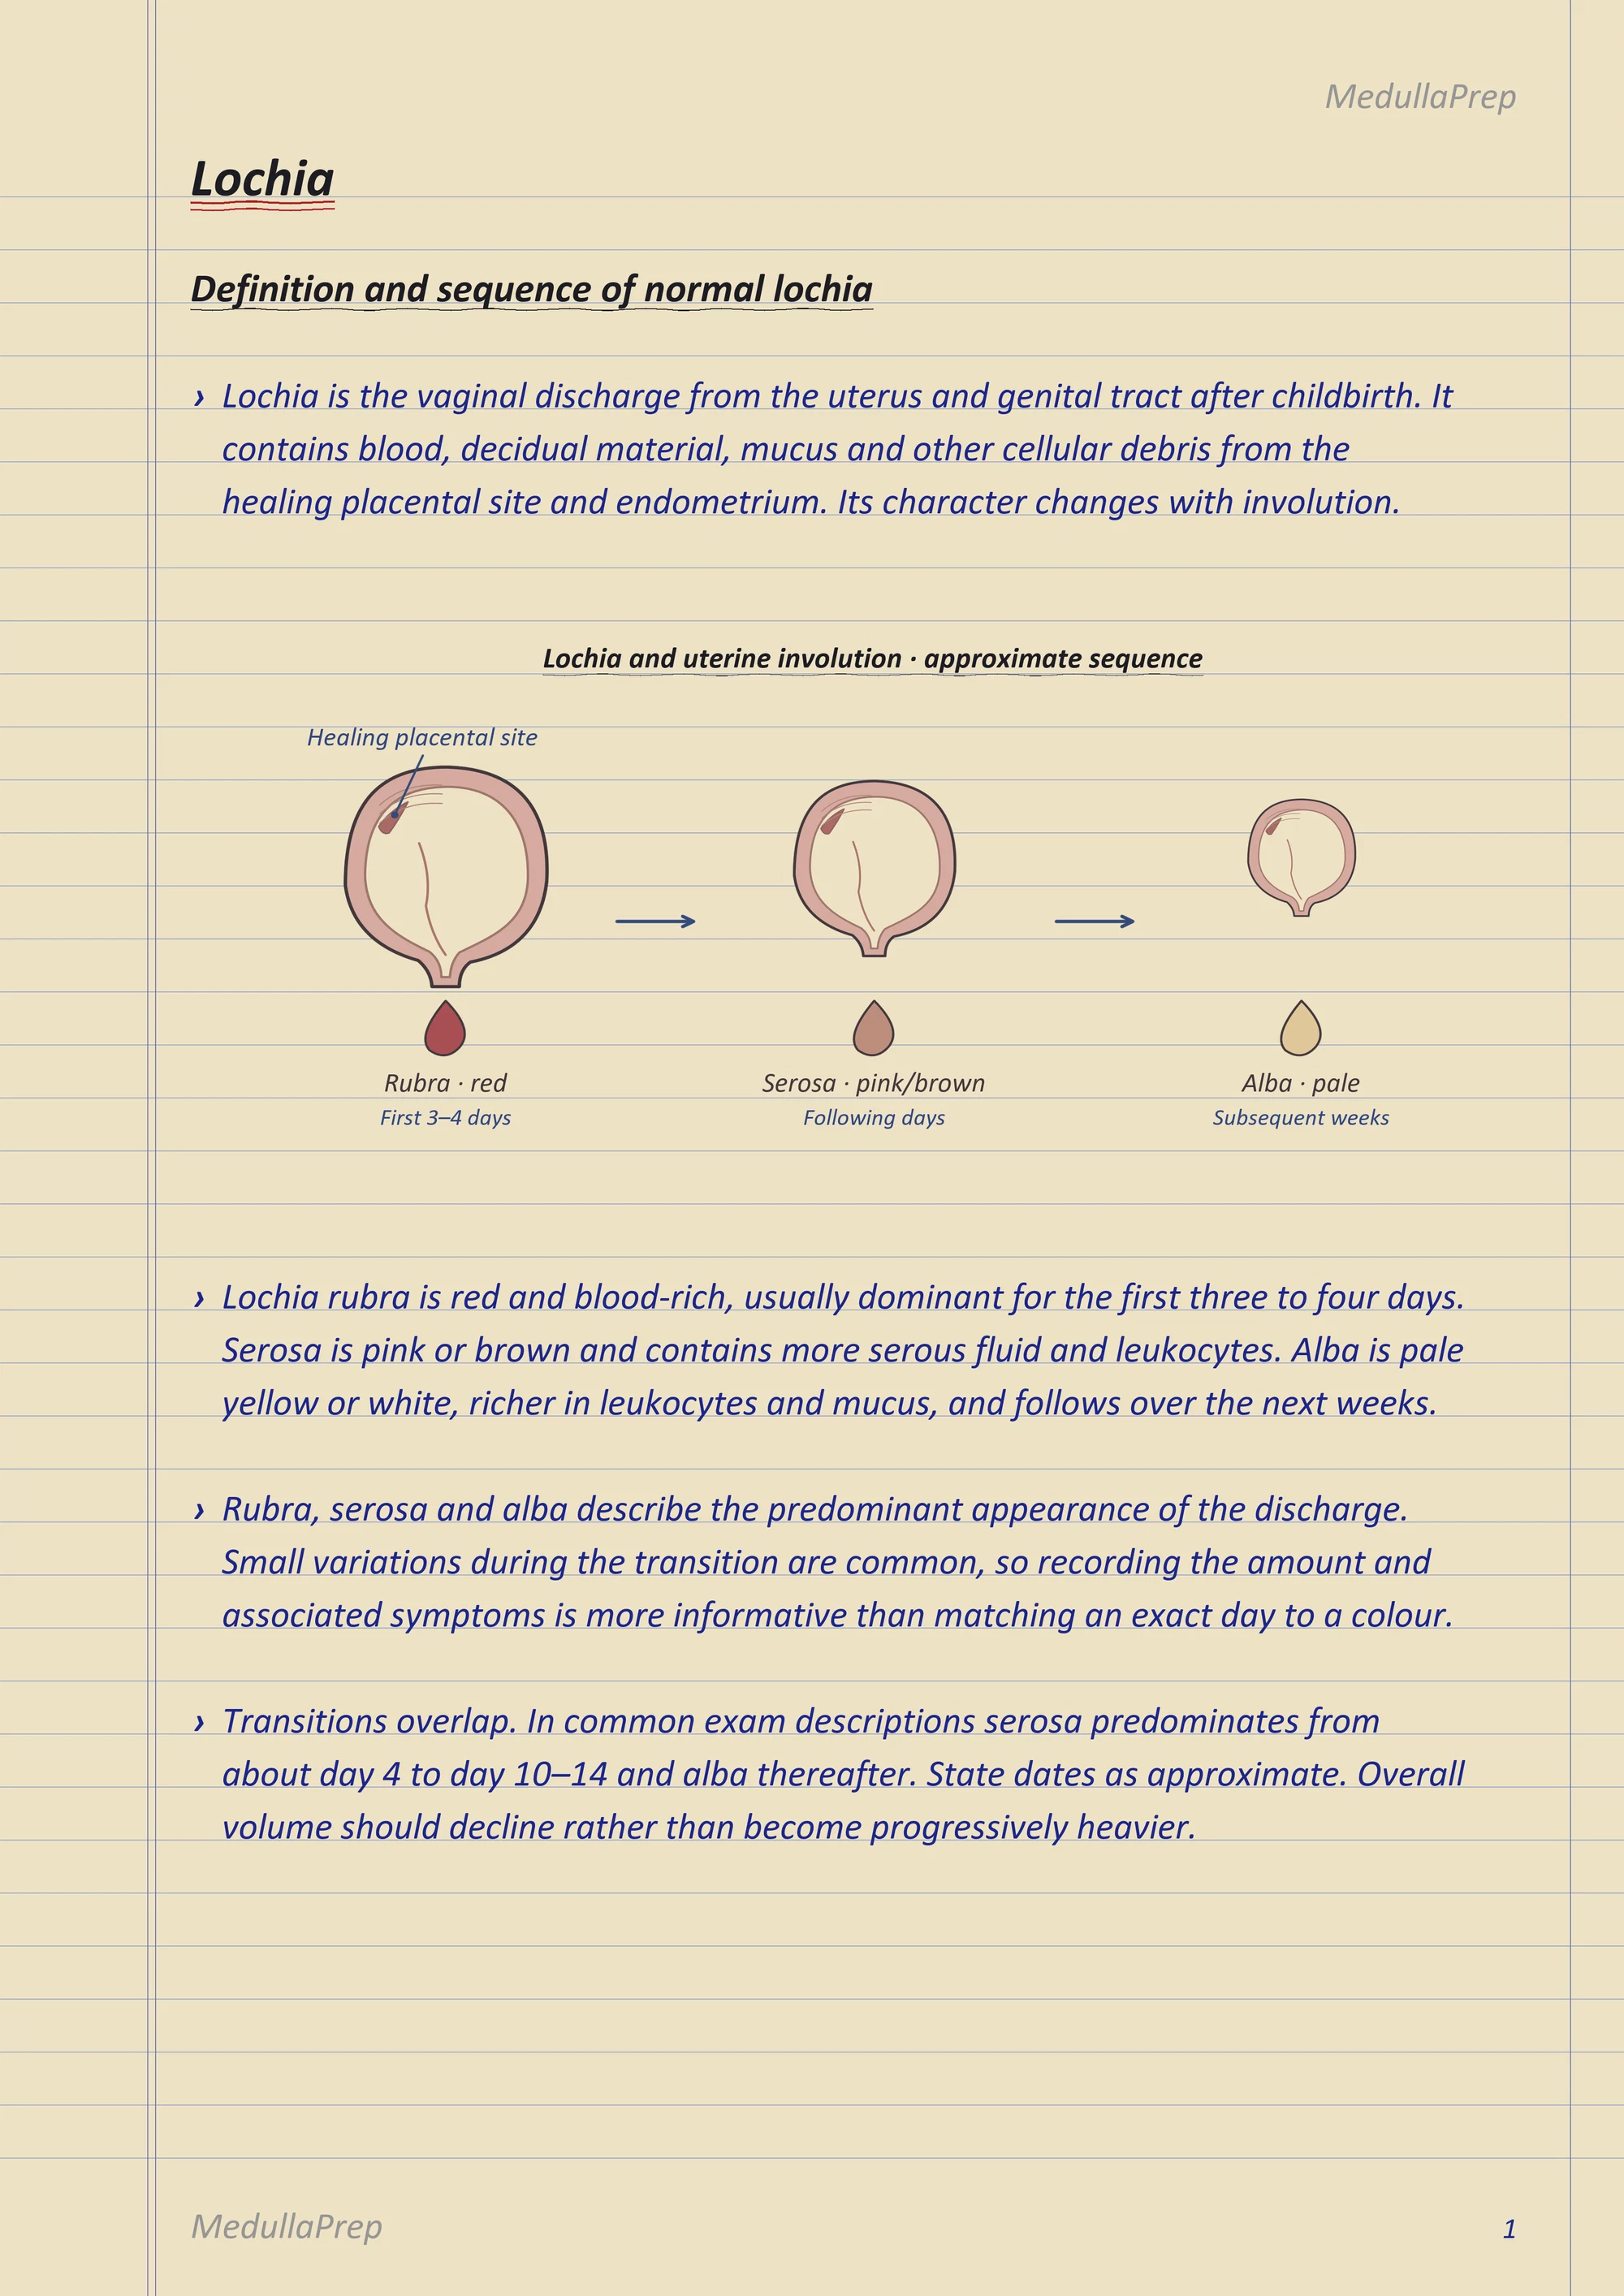 MedullaPrep
Lochia
Definition and sequence of normal lochia
› Lochia is the vaginal discharge from the uterus and genital tract after childbirth. It
contains blood, decidual material, mucus and other cellular debris from the
healing placental site and endometrium. Its character changes with involution.
Lochia and uterine involution · approximate sequence
Healing placental site
Rubra · red
First 3–4 days
Serosa · pink/brown
Following days
Alba · pale
Subsequent weeks
› Lochia rubra is red and blood-rich, usually dominant for the first three to four days.
Serosa is pink or brown and contains more serous fluid and leukocytes. Alba is pale
yellow or white, richer in leukocytes and mucus, and follows over the next weeks.
› Rubra, serosa and alba describe the predominant appearance of the discharge.
Small variations during the transition are common, so recording the amount and
associated symptoms is more informative than matching an exact day to a colour.
› Transitions overlap. In common exam descriptions serosa predominates from
about day 4 to day 10–14 and alba thereafter. State dates as approximate. Overall
volume should decline rather than become progressively heavier.
MedullaPrep
1